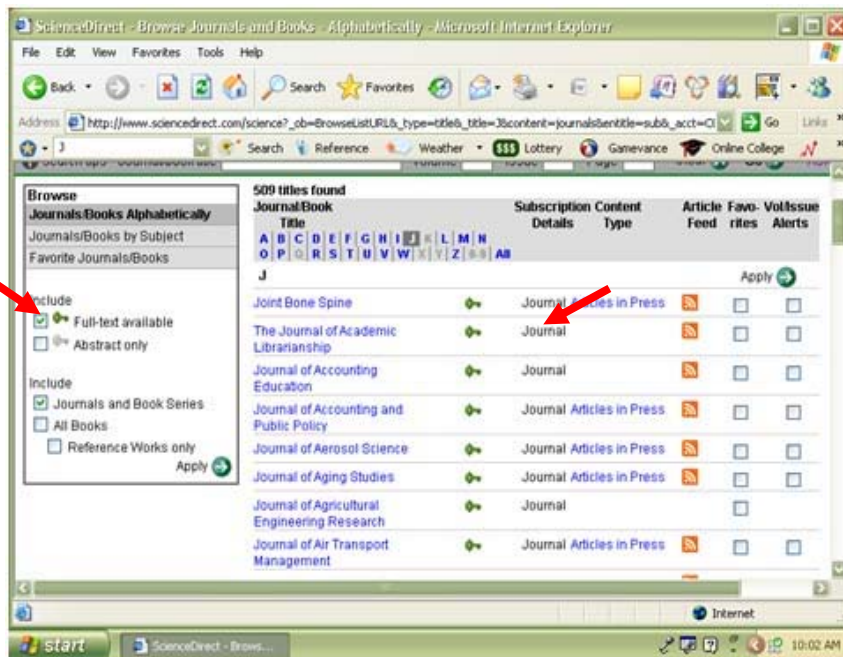 ScienceDirect - Browse Journals and Books - Alphabetically - Microsoft Internet Explorer
File Edit View Favorites Tools Help
Back Search Favorites
Address http://www.sciencedirect.com/science?_ob=BrowseListURL&_type=title&_title=J&content=journals&entitle=sub&_acct=C Go Links
J Search Reference Weather $$$ Lottery Gamevance Online College
Browse
Journals/Books Alphabetically
Journals/Books by Subject
Favorite Journals/Books
Include
Full-text available
Abstract only
Include
Journals and Book Series
All Books
Reference Works only
Apply
509 titles found
Journal/Book Title Subscription Details Content Type Article Feed Favo-rites Vol/Issue Alerts
A B C D E F G H I J K L M N
O P Q R S T U V W X Y Z 0-9 All
J Apply
Joint Bone Spine Journal Articles in Press
The Journal of Academic Librarianship Journal
Journal of Accounting Education Journal
Journal of Accounting and Public Policy Journal Articles in Press
Journal of Aerosol Science Journal Articles in Press
Journal of Aging Studies Journal Articles in Press
Journal of Agricultural Engineering Research Journal
Journal of Air Transport Management Journal Articles in Press
Internet
start ScienceDirect - Brows... 10:02 AM